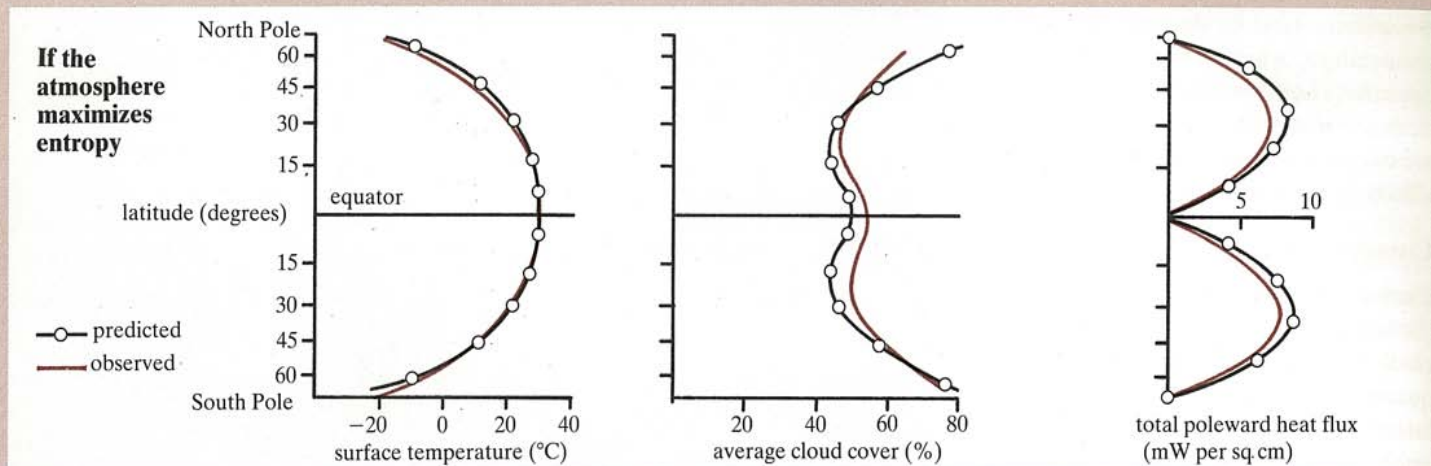 If the
atmosphere
maximizes
entropy
predicted
observed
North Pole
60
45
30
15
equator
latitude (degrees)
15
30
45
60
South Pole
−20 0 20 40
surface temperature (°C)
20 40 60 80
average cloud cover (%)
5 10
total poleward heat flux
(mW per sq.cm)